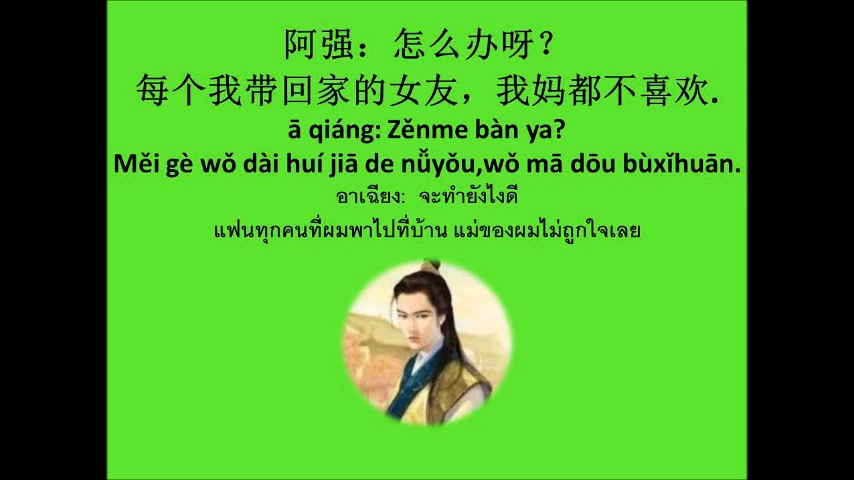 阿强：怎么办呀？
每个我带回家的女友，我妈都不喜欢.
ā qiáng: Zěnme bàn ya?
Měi gè wǒ dài huí jiā de nǚyǒu,wǒ mā dōu bùxǐhuān.
อาเฉียง: จะทำยังไงดี
แฟนทุกคนที่ผมพาไปที่บ้าน แม่ของผมไม่ถูกใจเลย